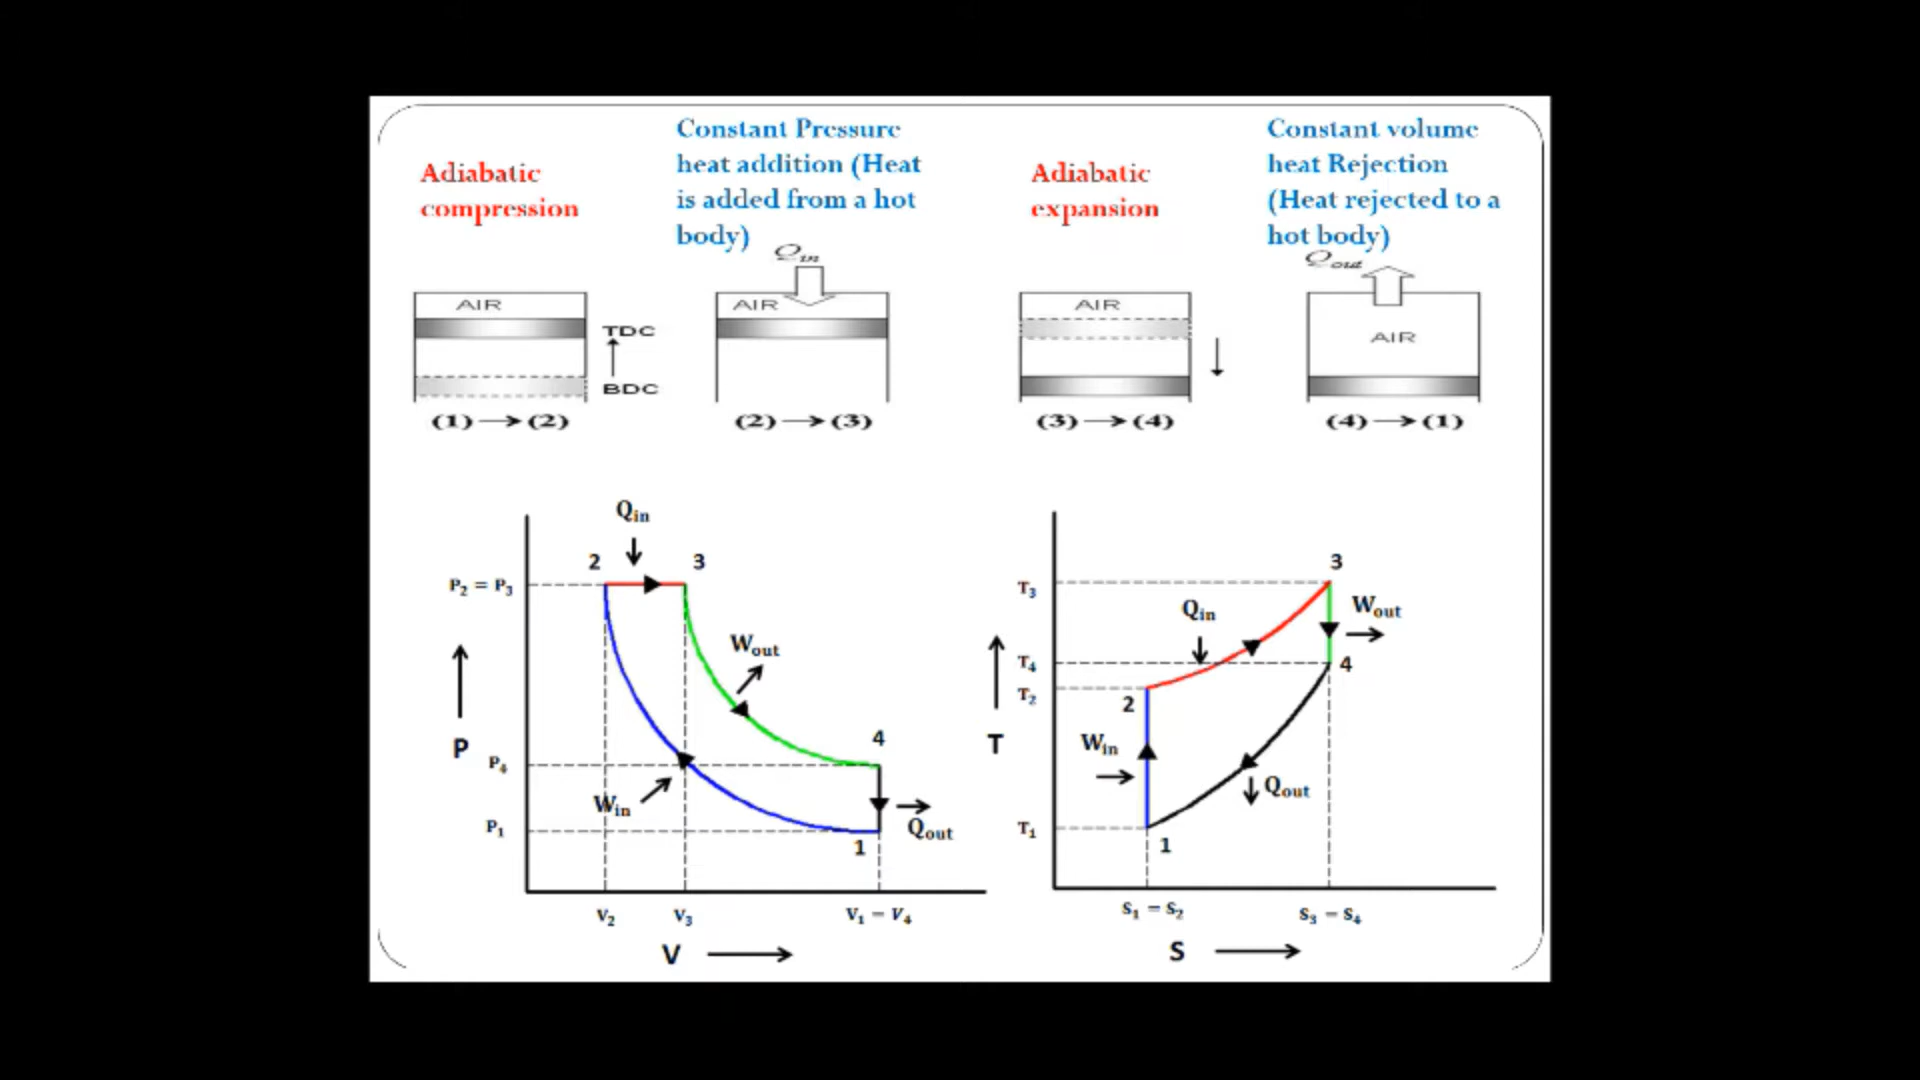 Adiabatic
compression
Constant Pressure
heat addition (Heat
is added from a hot
body)
Adiabatic
expansion
Constant volume
heat Rejection
(Heat rejected to a
hot body)
Qin
Qout
AIR
AIR
AIR
AIR
TDC
BDC
(1) → (2)
(2) → (3)
(3) → (4)
(4) → (1)
Qin
2
3
P₂ = P₃
Wout
P
4
P₄
Win
Qout
P₁
1
V₂
V₃
V₁ = V₄
V →
3
T₃
Qin
Wout
T₄
4
T₂
2
T
Win
Qout
T₁
1
S₁ = S₂
S₃ = S₄
S →